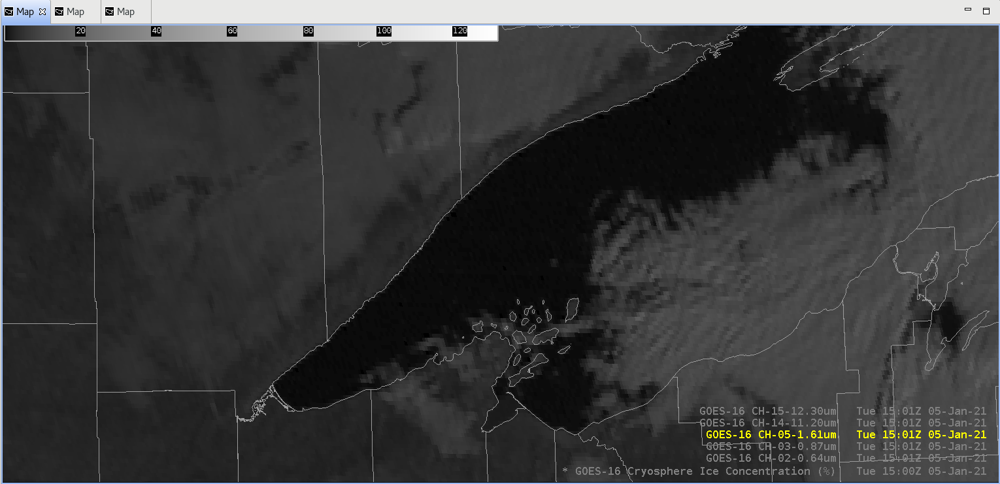 Map Map Map
20 40 60 80 100 120
GOES-16 CH-15-12.30um Tue 15:01Z 05-Jan-21
GOES-16 CH-14-11.20um Tue 15:01Z 05-Jan-21
GOES-16 CH-05-1.61um Tue 15:01Z 05-Jan-21
GOES-16 CH-03-0.87um Tue 15:01Z 05-Jan-21
GOES-16 CH-02-0.64um Tue 15:01Z 05-Jan-21
* GOES-16 Cryosphere Ice Concentration (%) Tue 15:00Z 05-Jan-21